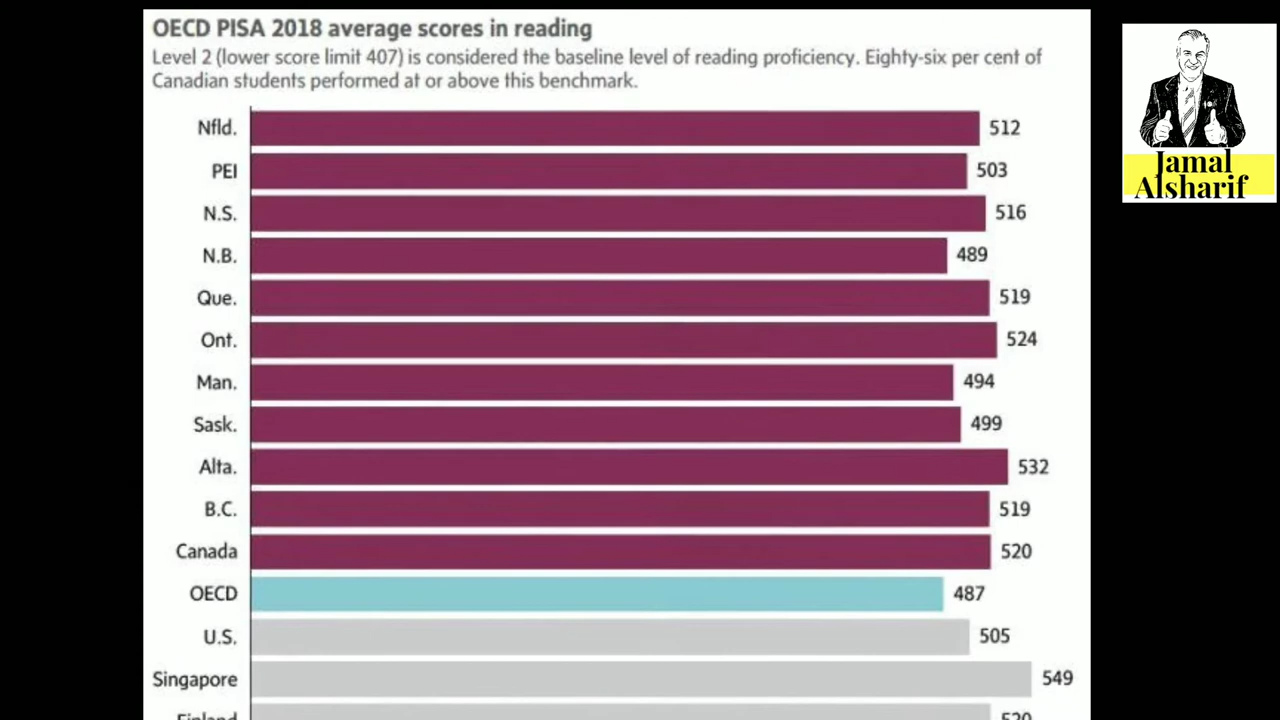 OECD PISA 2018 average scores in reading
Level 2 (lower score limit 407) is considered the baseline level of reading proficiency. Eighty-six per cent of
Canadian students performed at or above this benchmark.
Nfld. 512
PEI 503
N.S. 516
N.B. 489
Que. 519
Ont. 524
Man. 494
Sask. 499
Alta. 532
B.C. 519
Canada 520
OECD 487
U.S. 505
Singapore 549
Finland 520
Jamal
Alsharif